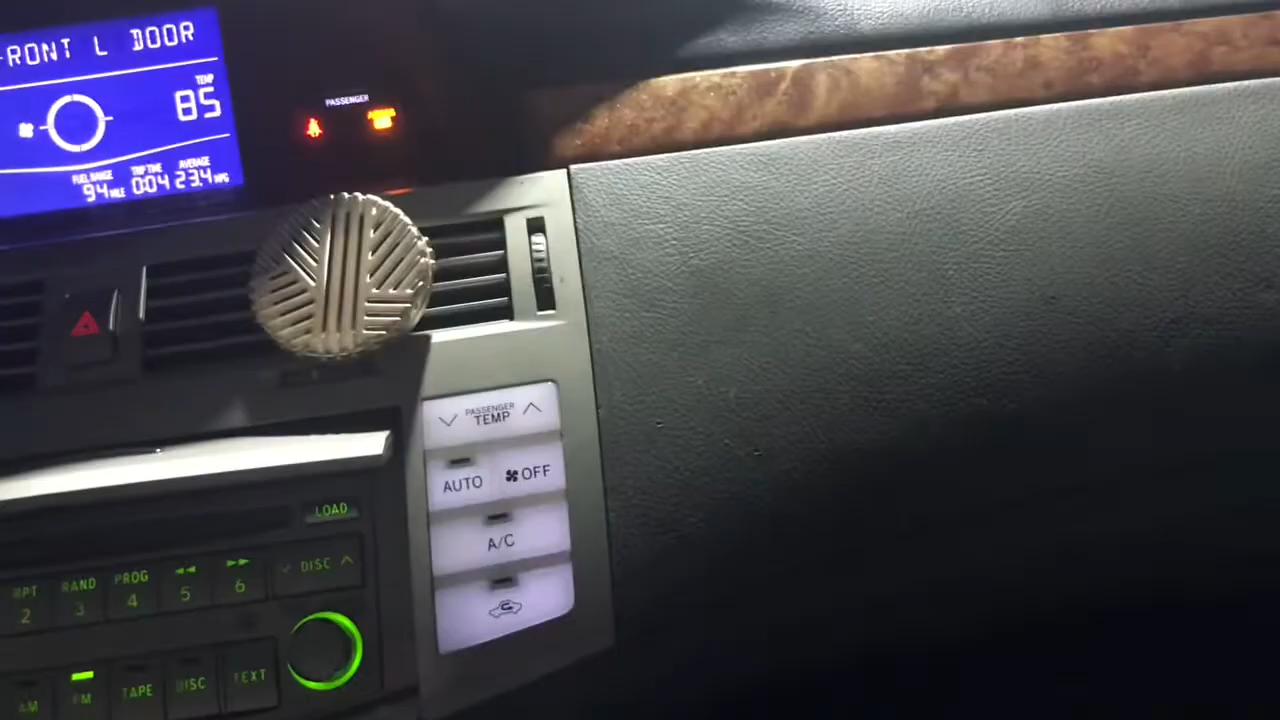 FRONT L DOOR
TEMP
85
FUEL RANGE TRIP TIME AVERAGE
94 MILE 0:04 23.4 MPG
PASSENGER
PASSENGER
TEMP
AUTO OFF
A/C
LOAD
RPT RAND PROG DISC
2 3 4 5 6
AM FM TAPE DISC TEXT